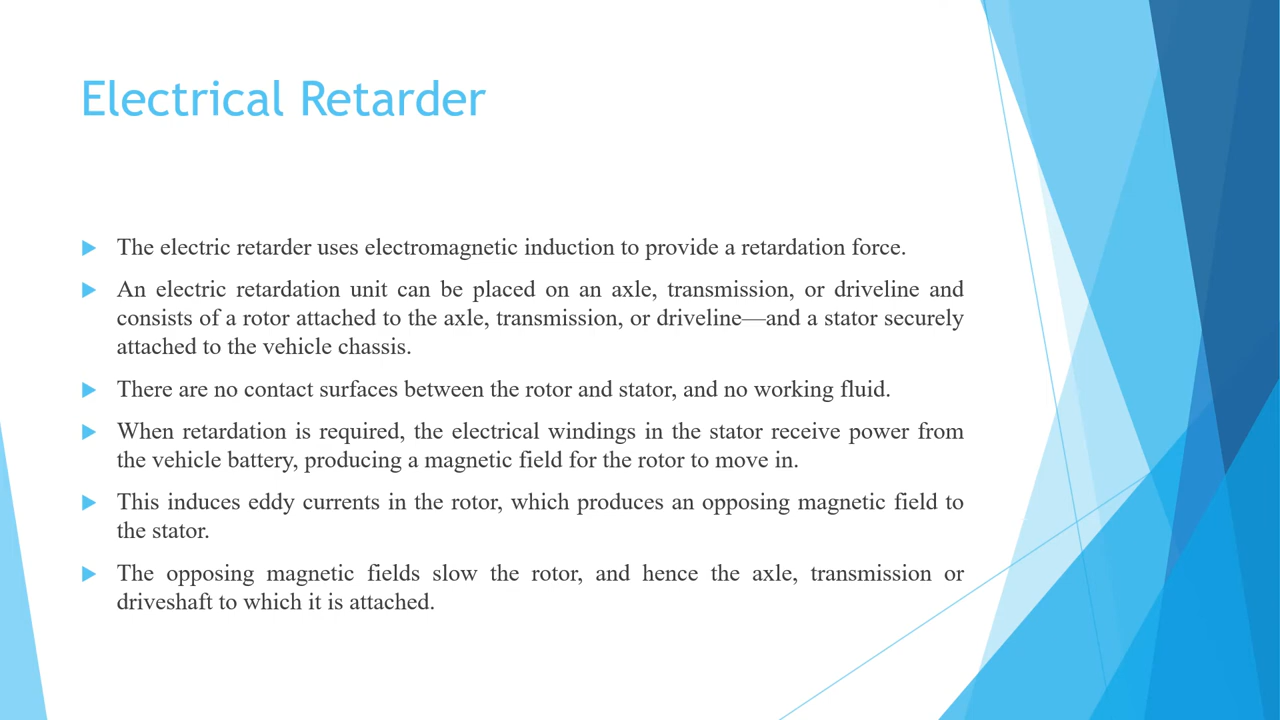 Electrical Retarder
The electric retarder uses electromagnetic induction to provide a retardation force.
An electric retardation unit can be placed on an axle, transmission, or driveline and
consists of a rotor attached to the axle, transmission, or driveline—and a stator securely
attached to the vehicle chassis.
There are no contact surfaces between the rotor and stator, and no working fluid.
When retardation is required, the electrical windings in the stator receive power from
the vehicle battery, producing a magnetic field for the rotor to move in.
This induces eddy currents in the rotor, which produces an opposing magnetic field to
the stator.
The opposing magnetic fields slow the rotor, and hence the axle, transmission or
driveshaft to which it is attached.